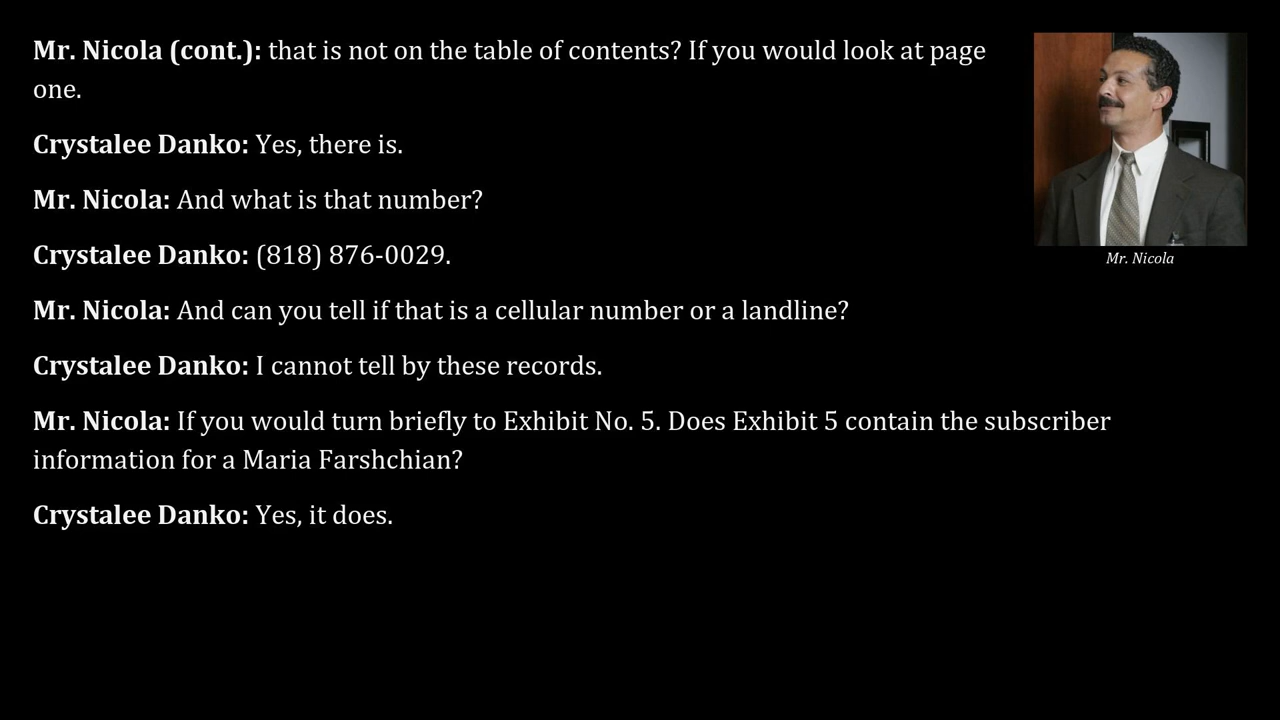 Mr. Nicola (cont.): that is not on the table of contents? If you would look at page
one.
Crystalee Danko: Yes, there is.
Mr. Nicola: And what is that number?
Crystalee Danko: (818) 876-0029.
Mr. Nicola: And can you tell if that is a cellular number or a landline?
Crystalee Danko: I cannot tell by these records.
Mr. Nicola: If you would turn briefly to Exhibit No. 5. Does Exhibit 5 contain the subscriber
information for a Maria Farshchian?
Crystalee Danko: Yes, it does.
Mr. Nicola